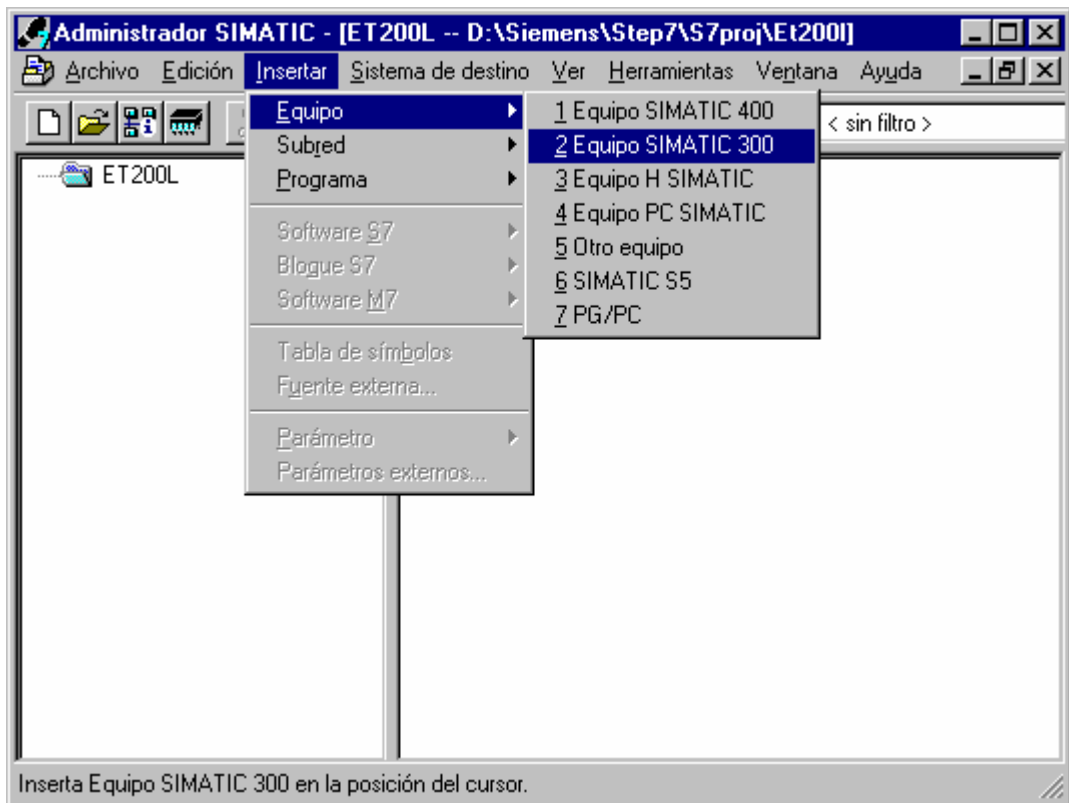 Administrador SIMATIC - [ET200L -- D:\Siemens\Step7\S7proj\Et200l]
Archivo Edición Insertar Sistema de destino Ver Herramientas Ventana Ayuda
< sin filtro >
ET200L
Equipo
Subred
Programa
Software S7
Bloque S7
Software M7
Tabla de símbolos
Fuente externa...
Parámetro
Parámetros externos...
1 Equipo SIMATIC 400
2 Equipo SIMATIC 300
3 Equipo H SIMATIC
4 Equipo PC SIMATIC
5 Otro equipo
6 SIMATIC S5
7 PG/PC
Inserta Equipo SIMATIC 300 en la posición del cursor.